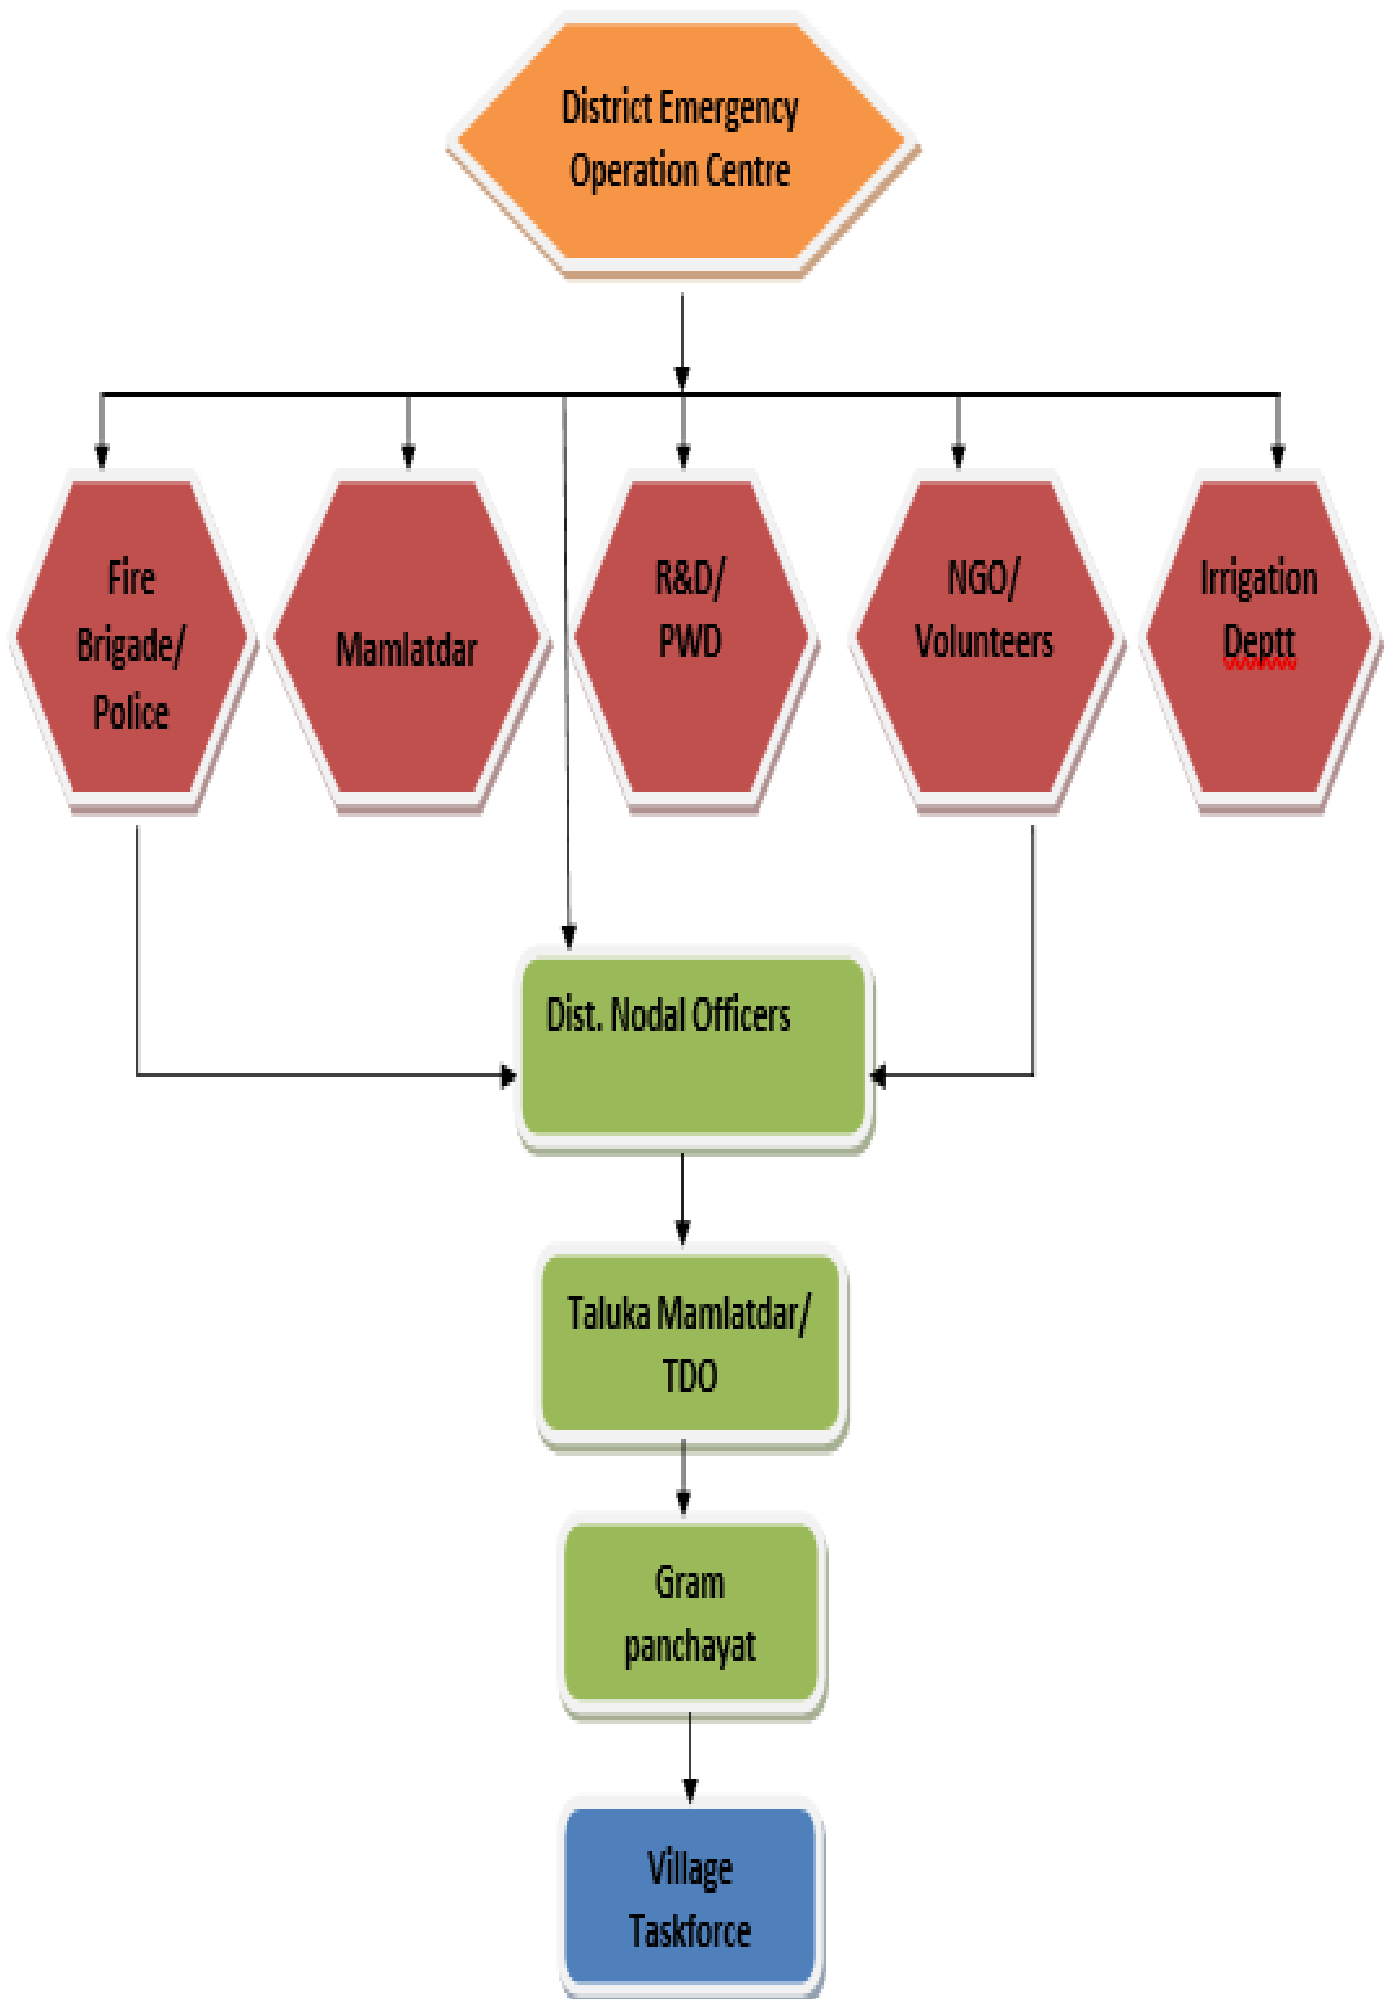 District Emergency
Operation Centre
Fire
Brigade/
Police
Mamlatdar
R&D/
PWD
NGO/
Volunteers
Irrigation
Deptt
Dist. Nodal Officers
Taluka Mamlatdar/
TDO
Gram
panchayat
Village
Taskforce